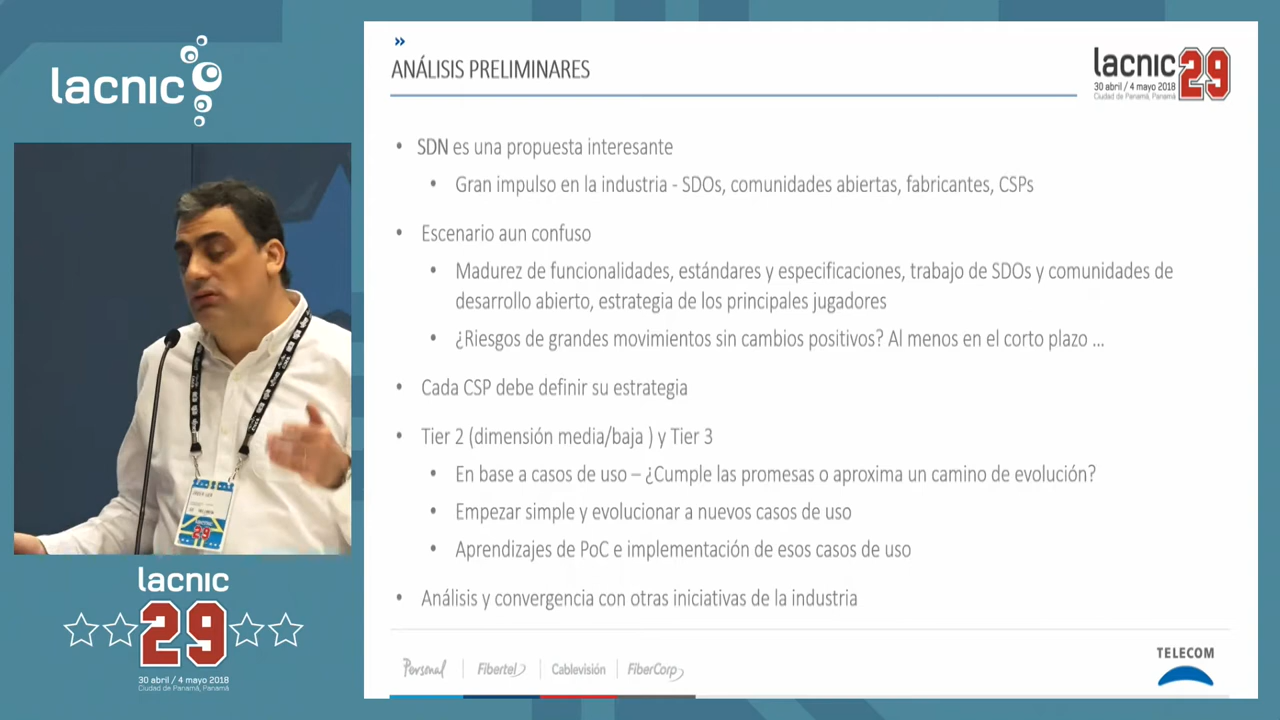 lacnic
»
ANÁLISIS PRELIMINARES
lacnic 29
30 abril / 4 mayo 2018
Ciudad de Panamá, Panamá
• SDN es una propuesta interesante
• Gran impulso en la industria - SDOs, comunidades abiertas, fabricantes, CSPs
• Escenario aun confuso
• Madurez de funcionalidades, estándares y especificaciones, trabajo de SDOs y comunidades de
desarrollo abierto, estrategia de los principales jugadores
• ¿Riesgos de grandes movimientos sin cambios positivos? Al menos en el corto plazo ...
• Cada CSP debe definir su estrategia
• Tier 2 (dimensión media/baja ) y Tier 3
• En base a casos de uso – ¿Cumple las promesas o aproxima un camino de evolución?
• Empezar simple y evolucionar a nuevos casos de uso
• Aprendizajes de PoC e implementación de esos casos de uso
• Análisis y convergencia con otras iniciativas de la industria
Personal
Fibertel
Cablevisión
FiberCorp
TELECOM
29
lacnic
29
30 abril / 4 mayo 2018
Ciudad de Panamá, Panamá